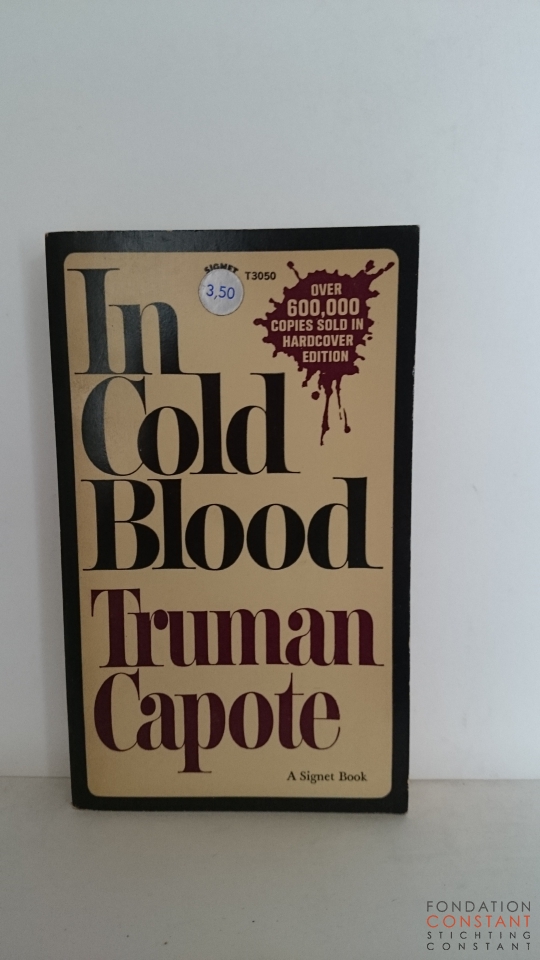 SIGNET T3050
3,50
OVER
600,000
COPIES SOLD IN
HARDCOVER
EDITION
In
Cold
Blood
Truman
Capote
A Signet Book
FONDATION
CONSTANT
STICHTING
CONSTANT